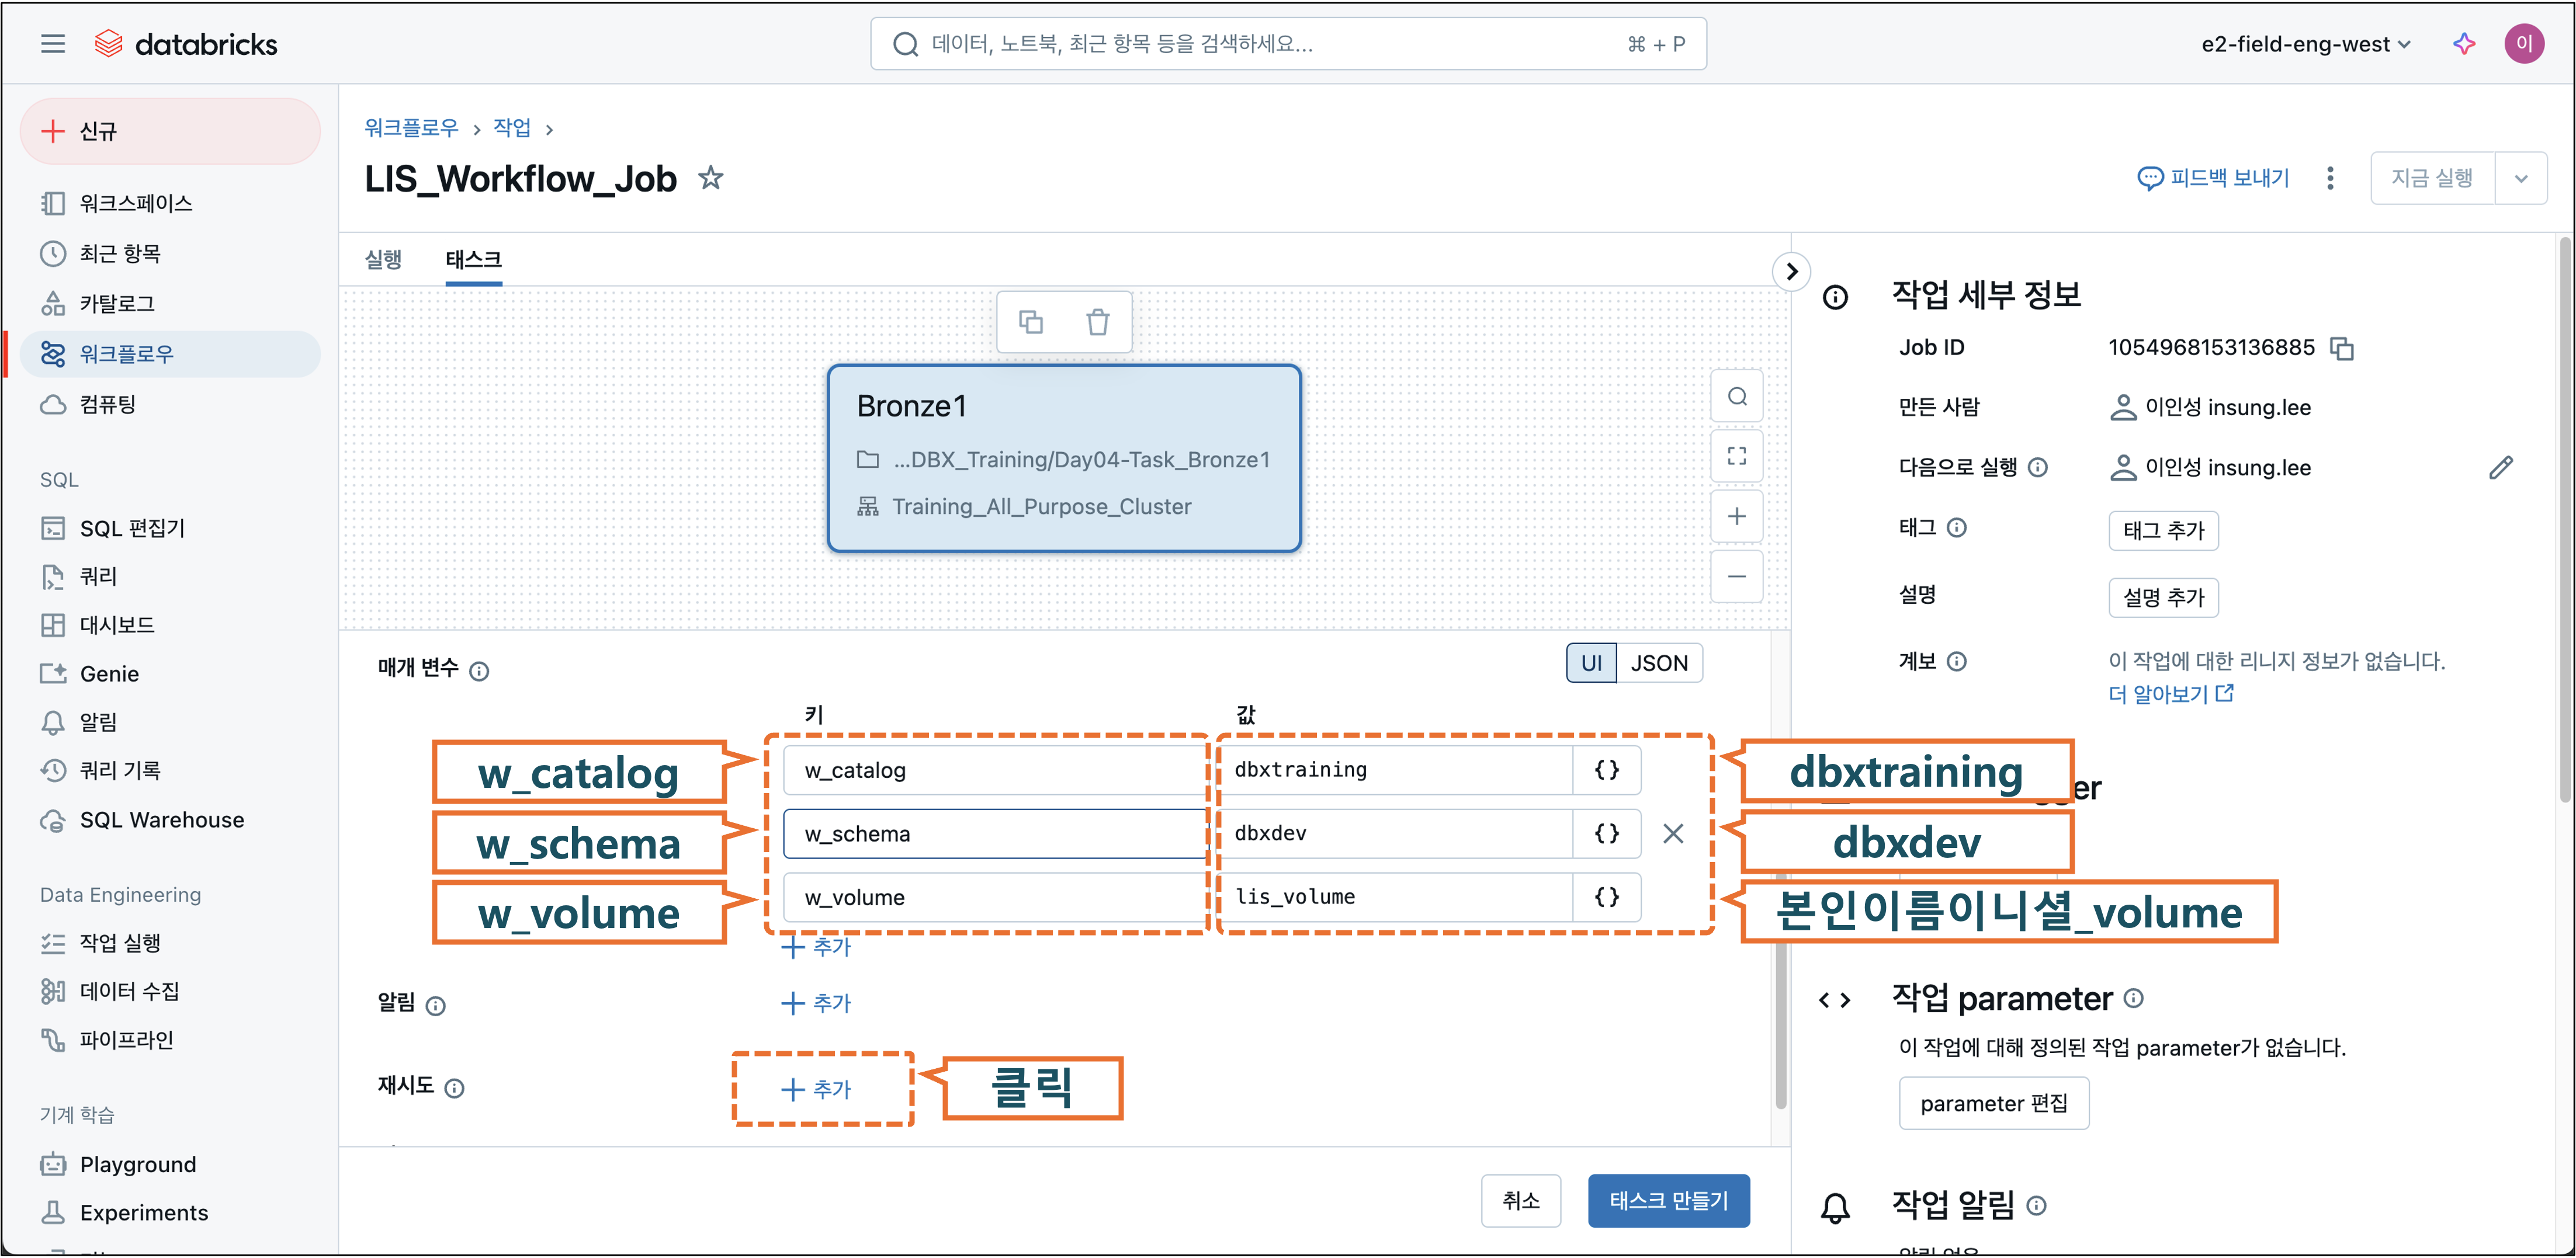 databricks
데이터, 노트북, 최근 항목 등을 검색하세요...
⌘ + P
e2-field-eng-west
이
신규
워크스페이스
최근 항목
카탈로그
워크플로우
컴퓨팅
SQL
SQL 편집기
쿼리
대시보드
Genie
알림
쿼리 기록
SQL Warehouse
Data Engineering
작업 실행
데이터 수집
파이프라인
기계 학습
Playground
Experiments
워크플로우 › 작업 ›
LIS_Workflow_Job
피드백 보내기
지금 실행
실행
태스크
Bronze1
...DBX_Training/Day04-Task_Bronze1
Training_All_Purpose_Cluster
매개 변수
UI
JSON
키
값
w_catalog
w_catalog
dbxtraining
{}
dbxtraining
w_schema
w_schema
dbxdev
{}
dbxdev
w_volume
w_volume
lis_volume
{}
본인이름이니셜_volume
+ 추가
알림
+ 추가
재시도
+ 추가
클릭
취소
태스크 만들기
작업 세부 정보
Job ID
1054968153136885
만든 사람
이인성 insung.lee
다음으로 실행
이인성 insung.lee
태그
태그 추가
설명
설명 추가
계보
이 작업에 대한 리니지 정보가 없습니다.
더 알아보기
작업 parameter
이 작업에 대해 정의된 작업 parameter가 없습니다.
parameter 편집
작업 알림